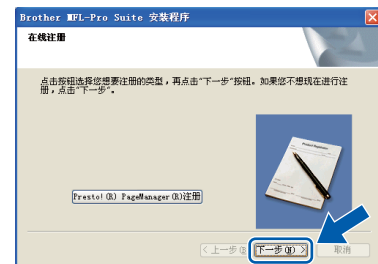 Brother MFL-Pro Suite 安装程序
在线注册
点击按钮选择您想要注册的类型，再点击“下一步”按钮。如果您不想现在进行注
册，点击“下一步”。
Presto! (R) PageManager (R)注册
<上一步(B) 下一步(N) > 取消